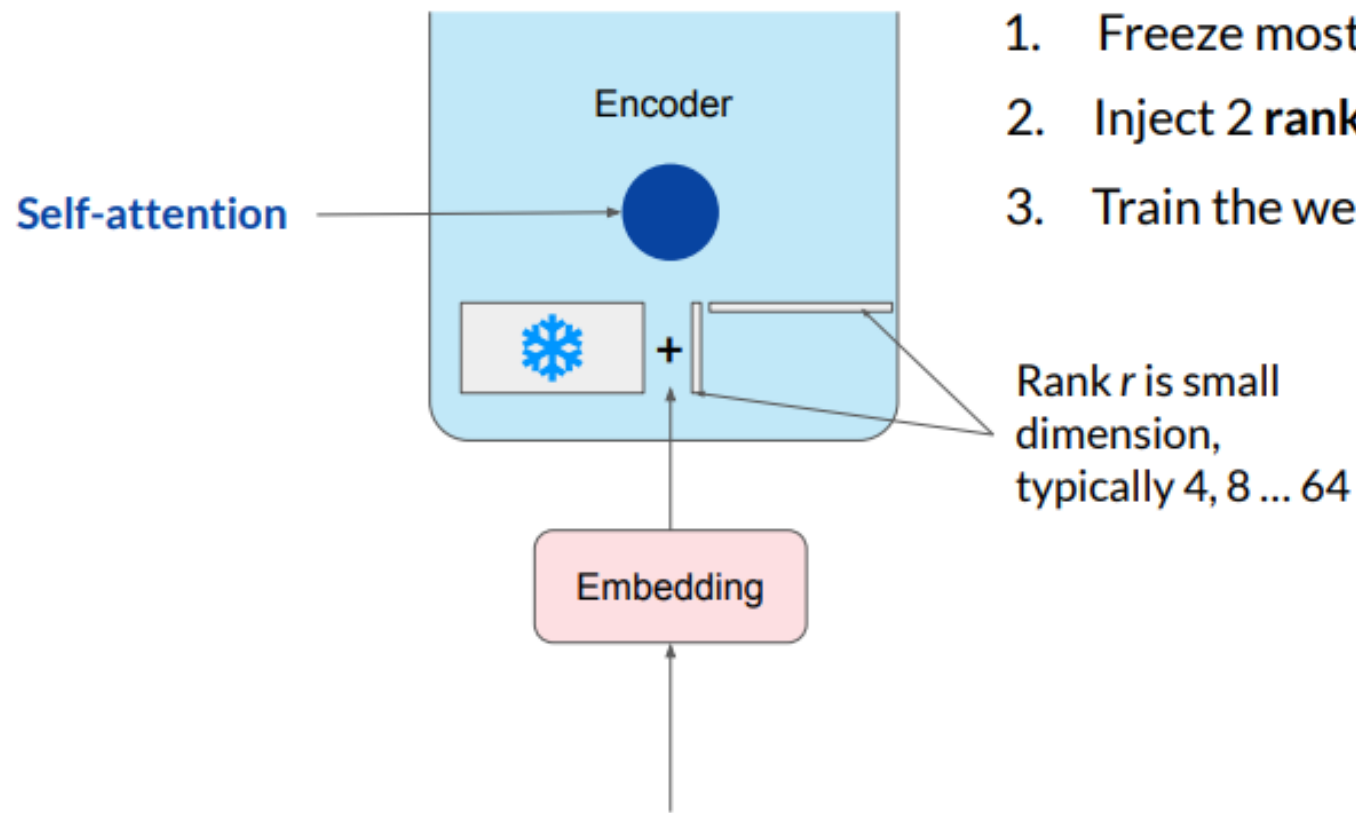 Encoder
Self-attention
+
Embedding
1. Freeze most
2. Inject 2 rank
3. Train the we
Rank r is small
dimension,
typically 4, 8 … 64